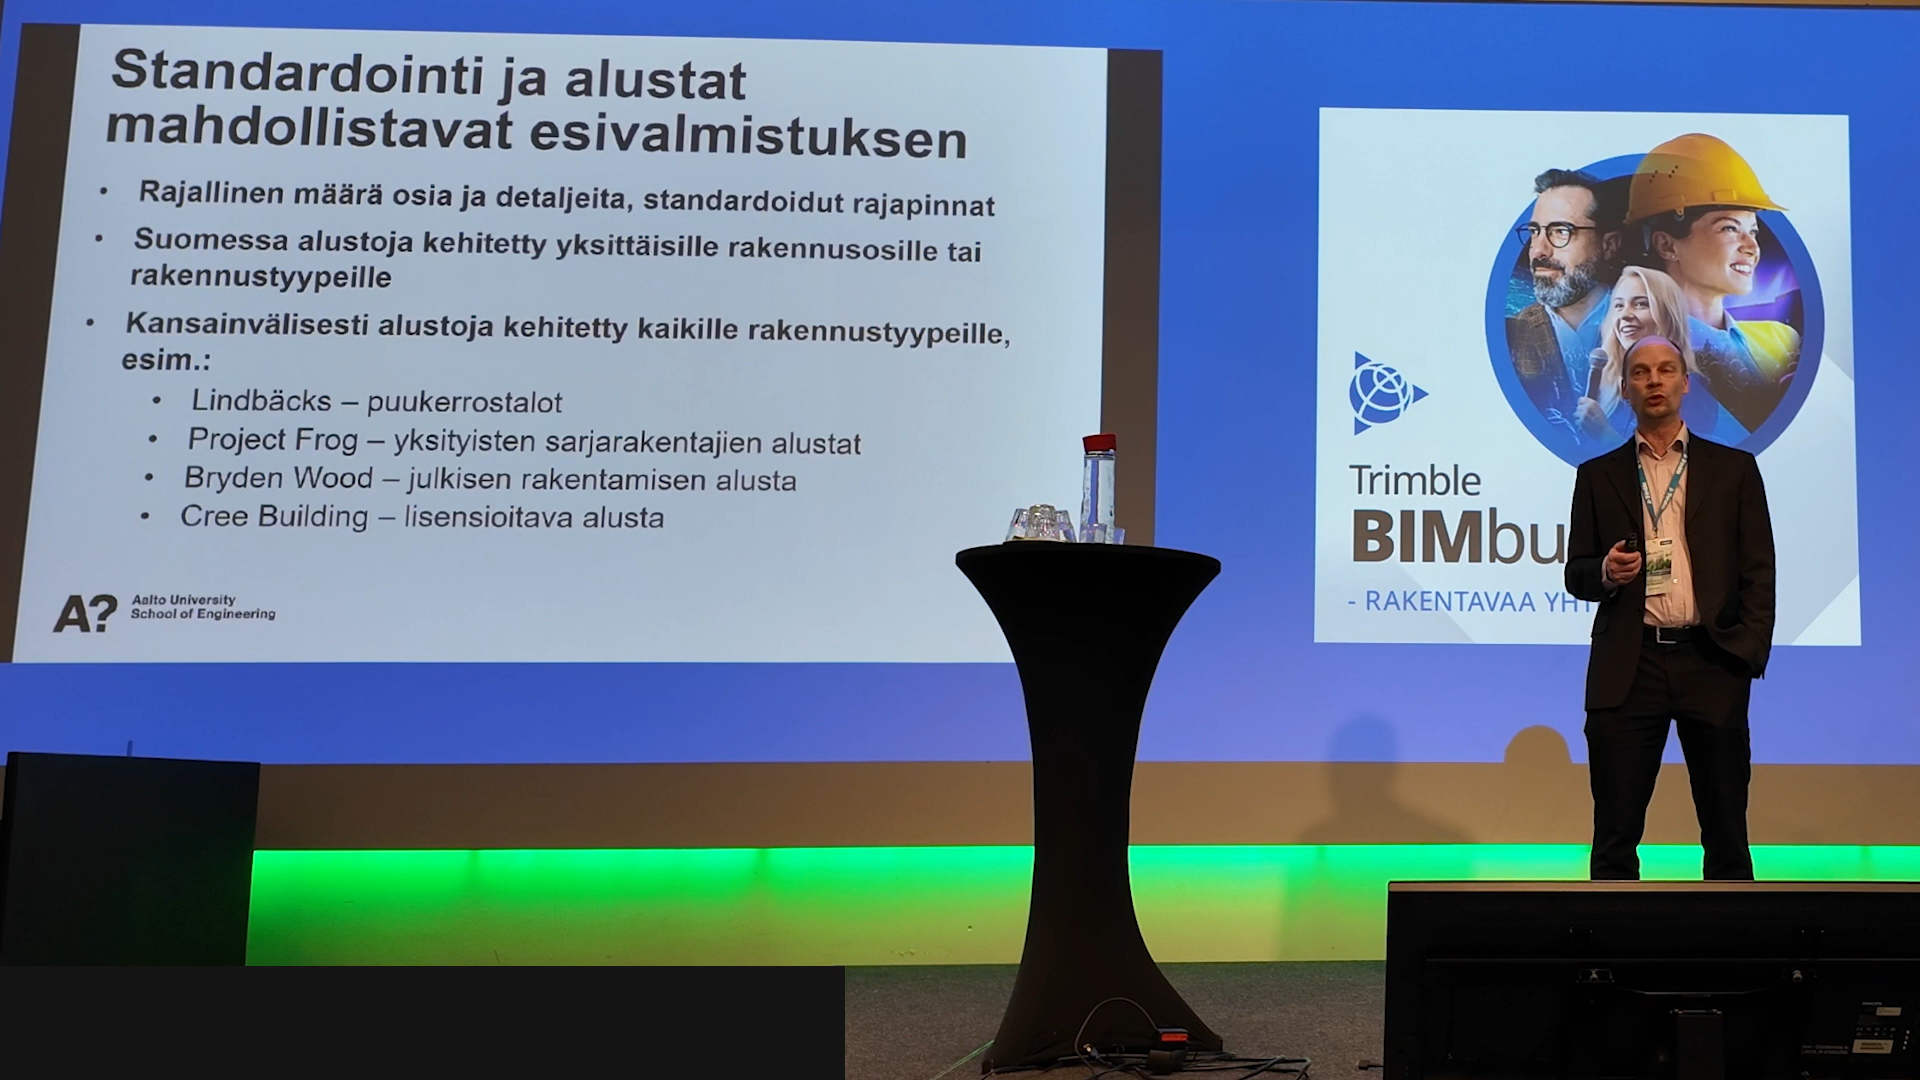 Standardointi ja alustat
mahdollistavat esivalmistuksen
• Rajallinen määrä osia ja detaljeita, standardoidut rajapinnat
• Suomessa alustoja kehitetty yksittäisille rakennusosille tai
rakennustyypeille
• Kansainvälisesti alustoja kehitetty kaikille rakennustyypeille,
esim.:
• Lindbäcks – puukerrostalot
• Project Frog – yksityisten sarjarakentajien alustat
• Bryden Wood – julkisen rakentamisen alusta
• Cree Building – lisensioitava alusta
A?
Aalto University
School of Engineering
Trimble
BIMbu
- RAKENTAVAA YHT